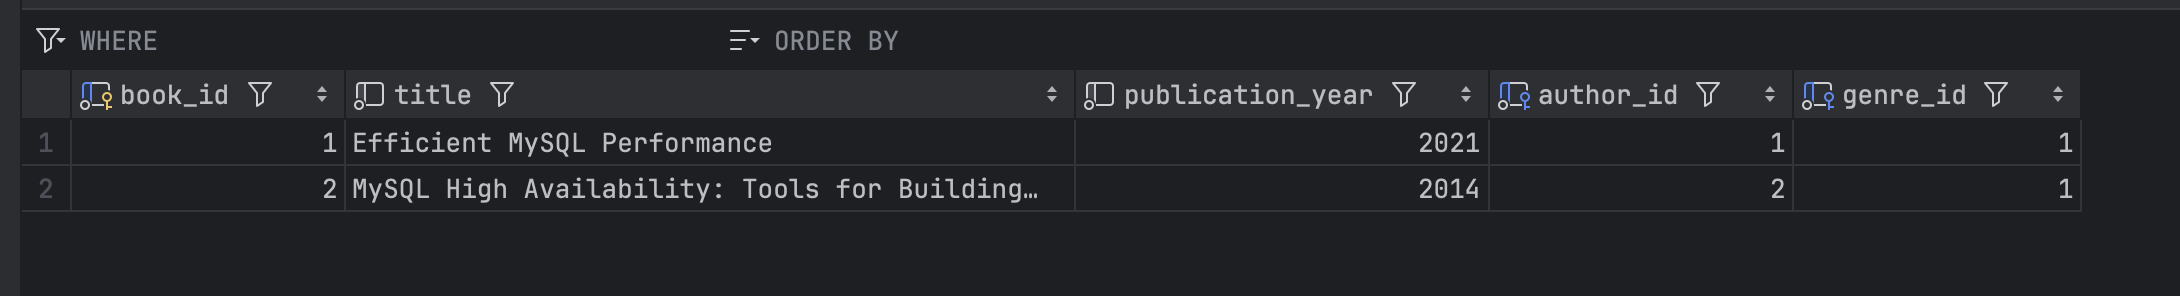 WHERE ORDER BY
book_id title publication_year author_id genre_id
1 1 Efficient MySQL Performance 2021 1 1
2 2 MySQL High Availability: Tools for Building… 2014 2 1